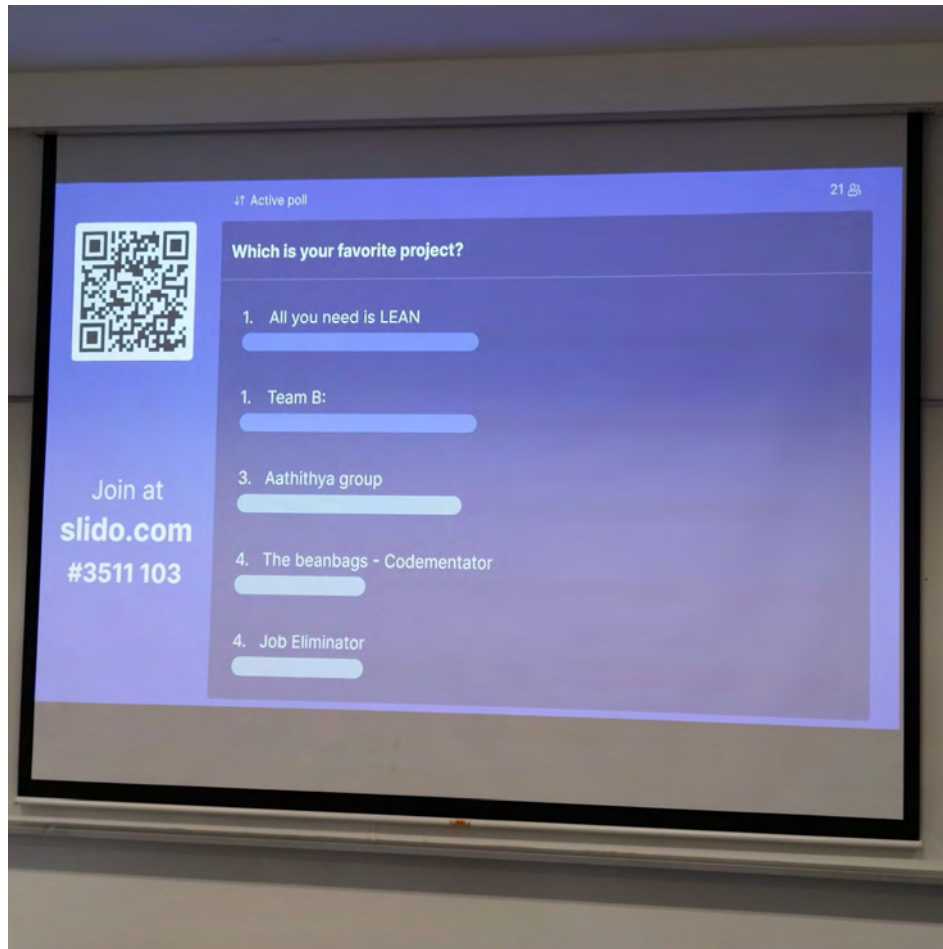 ↓↑ Active poll
21
Which is your favorite project?
1. All you need is LEAN
1. Team B:
3. Aathithya group
4. The beanbags - Codementator
4. Job Eliminator
Join at
slido.com
#3511 103